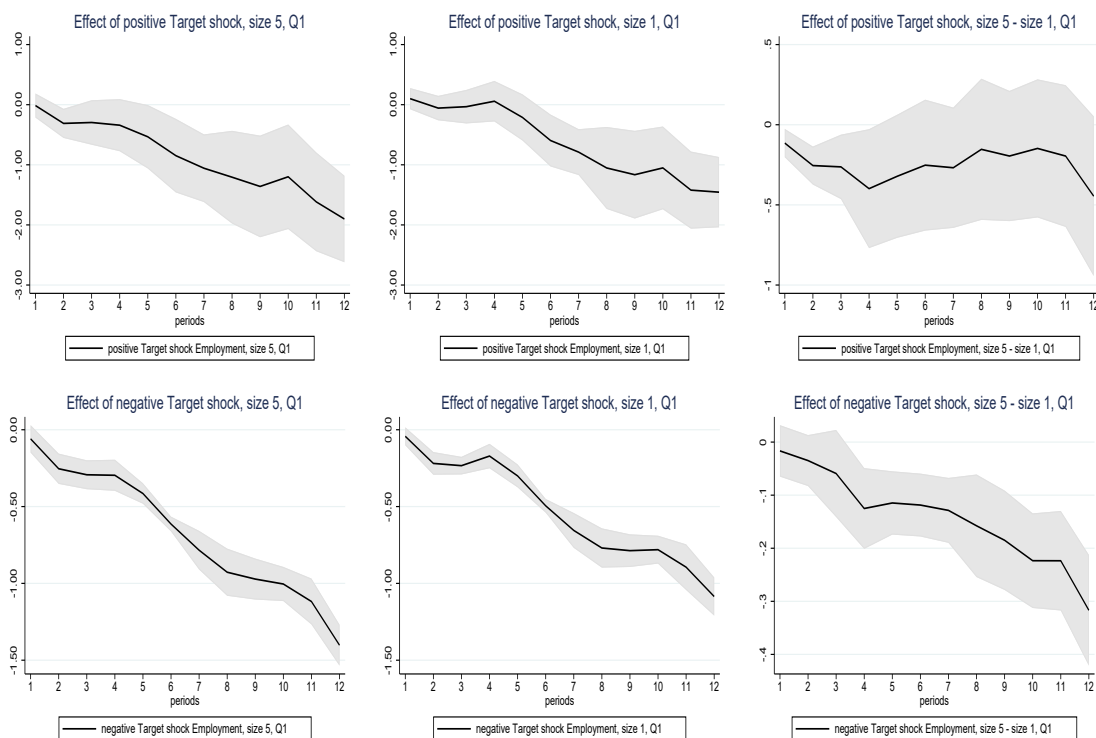 Effect of positive Target shock, size 5, Q1
1.00
0.00
-1.00
-2.00
-3.00
1 2 3 4 5 6 7 8 9 10 11 12
periods
positive Target shock Employment, size 5, Q1
Effect of positive Target shock, size 1, Q1
1.00
0.00
-1.00
-2.00
-3.00
1 2 3 4 5 6 7 8 9 10 11 12
periods
positive Target shock Employment, size 1, Q1
Effect of positive Target shock, size 5 - size 1, Q1
.5
0
-.5
-1
1 2 3 4 5 6 7 8 9 10 11 12
periods
positive Target shock Employment, size 5 - size 1, Q1
Effect of negative Target shock, size 5, Q1
0.00
-0.50
-1.00
-1.50
1 2 3 4 5 6 7 8 9 10 11 12
periods
negative Target shock Employment, size 5, Q1
Effect of negative Target shock, size 1, Q1
0.00
-0.50
-1.00
-1.50
1 2 3 4 5 6 7 8 9 10 11 12
periods
negative Target shock Employment, size 1, Q1
Effect of negative Target shock, size 5 - size 1, Q1
0
-.1
-.2
-.3
-.4
1 2 3 4 5 6 7 8 9 10 11 12
periods
negative Target shock Employment, size 5 - size 1, Q1